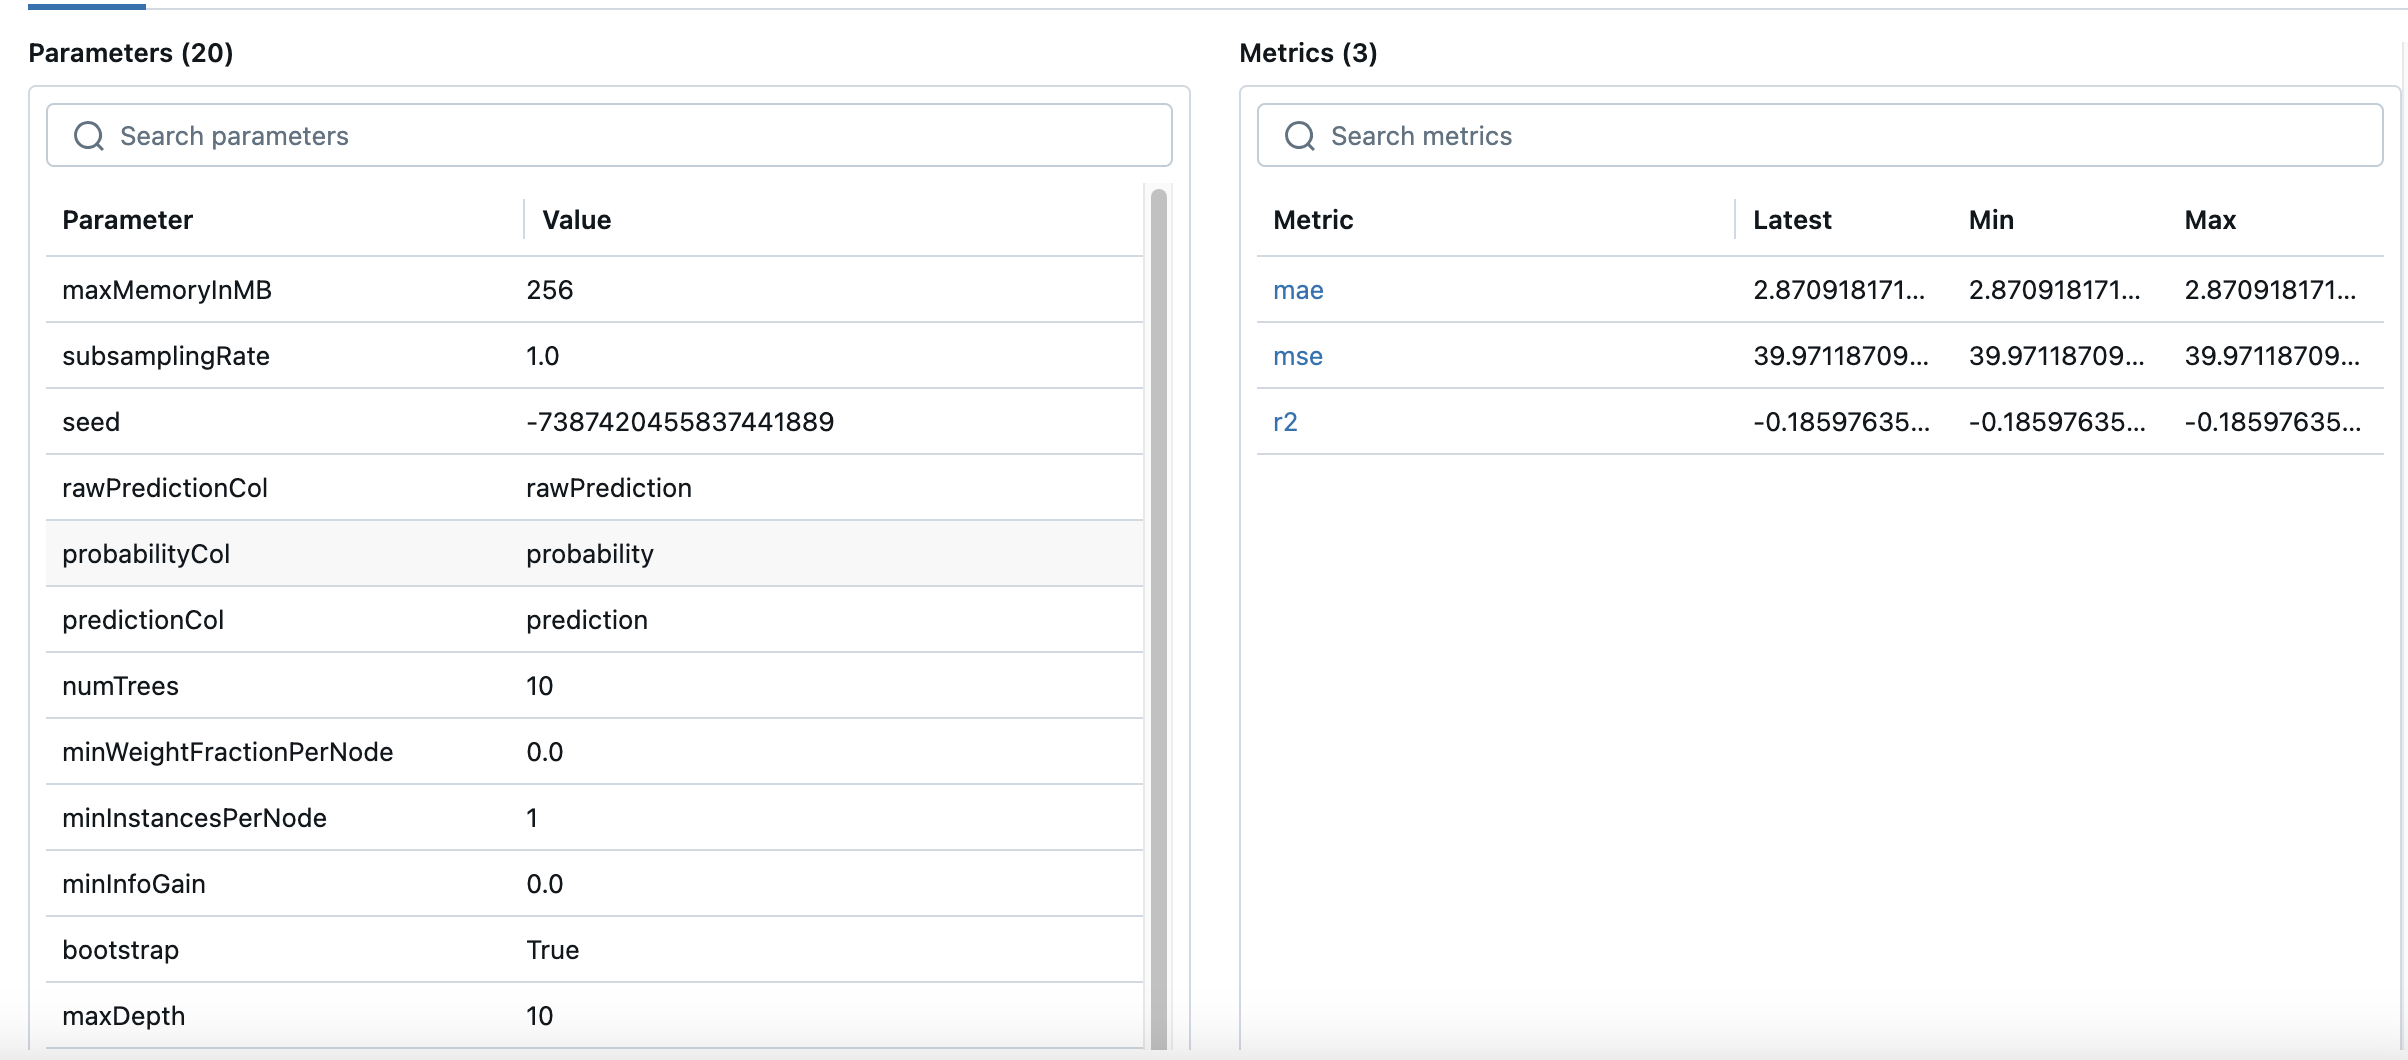 Parameters (20)
Search parameters
Parameter Value
maxMemoryInMB 256
subsamplingRate 1.0
seed -7387420455837441889
rawPredictionCol rawPrediction
probabilityCol probability
predictionCol prediction
numTrees 10
minWeightFractionPerNode 0.0
minInstancesPerNode 1
minInfoGain 0.0
bootstrap True
maxDepth 10
Metrics (3)
Search metrics
Metric Latest Min Max
mae 2.870918171... 2.870918171... 2.870918171...
mse 39.97118709... 39.97118709... 39.97118709...
r2 -0.18597635... -0.18597635... -0.18597635...